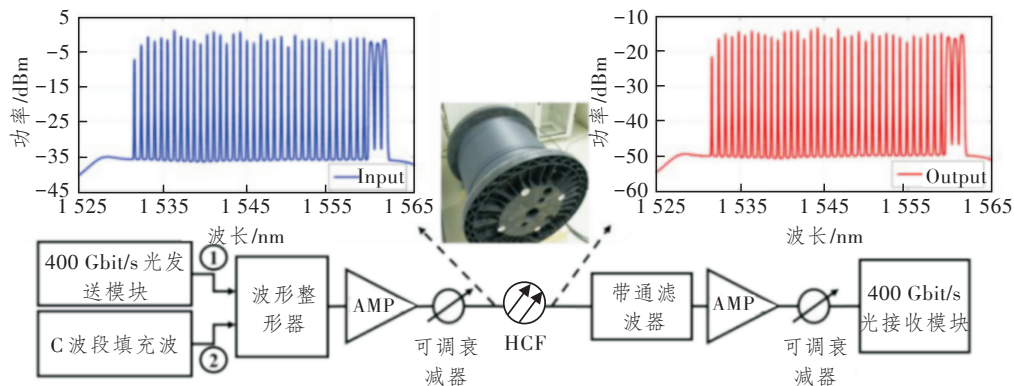 5
-5
-15
-25
-35
-45
功率/dBm
Input
1 525
1 535
1 545
1 555
1 565
波长/nm
-10
-20
-30
-40
-50
-60
功率/dBm
Output
1 525
1 535
1 545
1 555
1 565
波长/nm
400 Gbit/s 光发
送模块
①
C 波段填充波
②
波形整
形器
AMP
可调衰
减器
HCF
带通滤
波器
AMP
可调衰
减器
400 Gbit/s
光接收模块